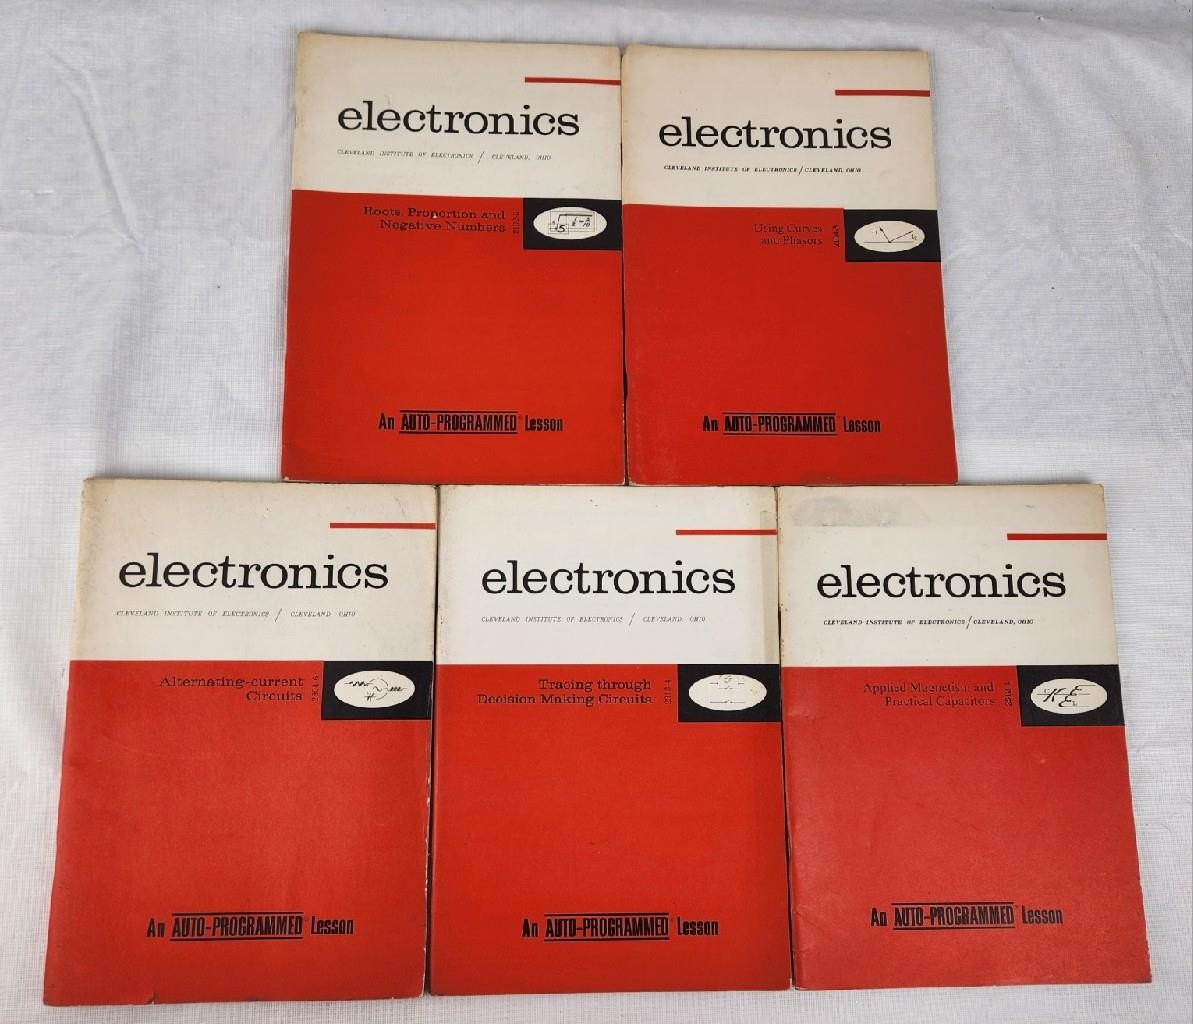 electronics
CLEVELAND INSTITUTE OF ELECTRONICS / CLEVELAND, OHIO
Roots, Proportion and
Negative Numbers
An AUTO-PROGRAMMED® Lesson
electronics
CLEVELAND INSTITUTE OF ELECTRONICS / CLEVELAND, OHIO
Using Curves
and Phasors
An AUTO-PROGRAMMED® Lesson
electronics
CLEVELAND INSTITUTE OF ELECTRONICS / CLEVELAND, OHIO
Alternating-current
Circuits
2304-6
An AUTO-PROGRAMMED® Lesson
electronics
CLEVELAND INSTITUTE OF ELECTRONICS / CLEVELAND, OHIO
Tracing through
Decision Making Circuits
An AUTO-PROGRAMMED® Lesson
electronics
CLEVELAND INSTITUTE OF ELECTRONICS / CLEVELAND, OHIO
Applied Magnetism and
Practical Capacitors
An AUTO-PROGRAMMED® Lesson